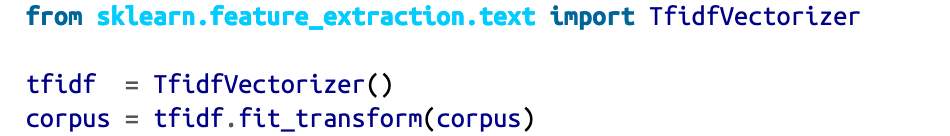 from sklearn.feature_extraction.text import TfidfVectorizer
tfidf  = TfidfVectorizer()
corpus = tfidf.fit_transform(corpus)